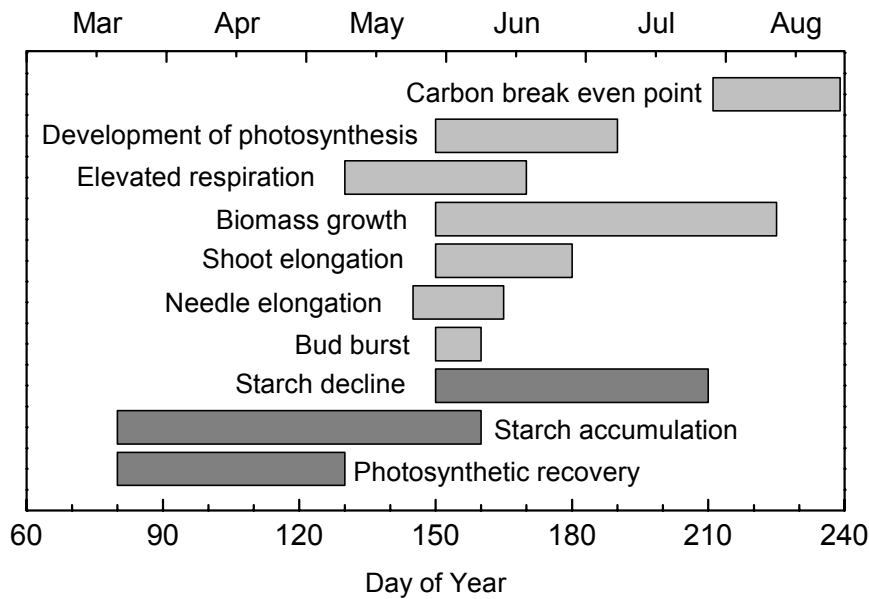 Mar Apr May Jun Jul Aug
Carbon break even point
Development of photosynthesis
Elevated respiration
Biomass growth
Shoot elongation
Needle elongation
Bud burst
Starch decline
Starch accumulation
Photosynthetic recovery
60 90 120 150 180 210 240
Day of Year